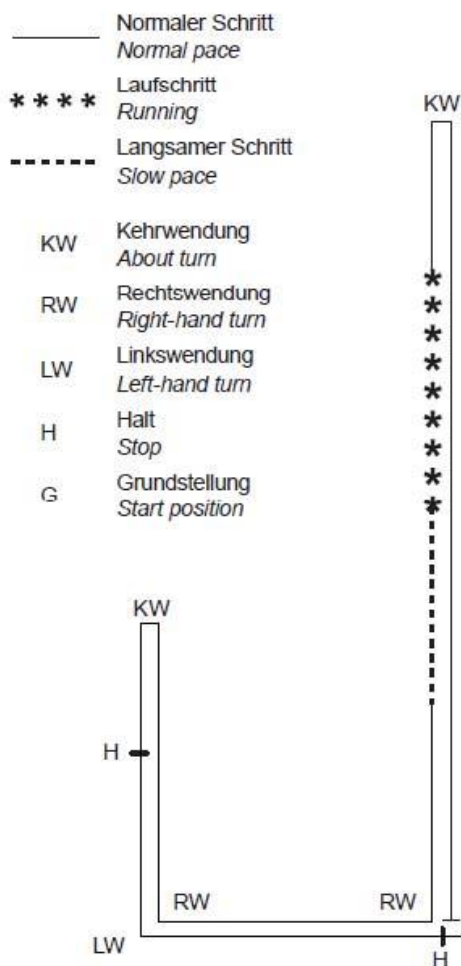 Normaler Schritt
Normal pace
Laufschritt
Running
Langsamer Schritt
Slow pace
KW Kehrwendung
About turn
RW Rechtswendung
Right-hand turn
LW Linkswendung
Left-hand turn
H Halt
Stop
G Grundstellung
Start position
KW
KW
H
RW RW
LW
H